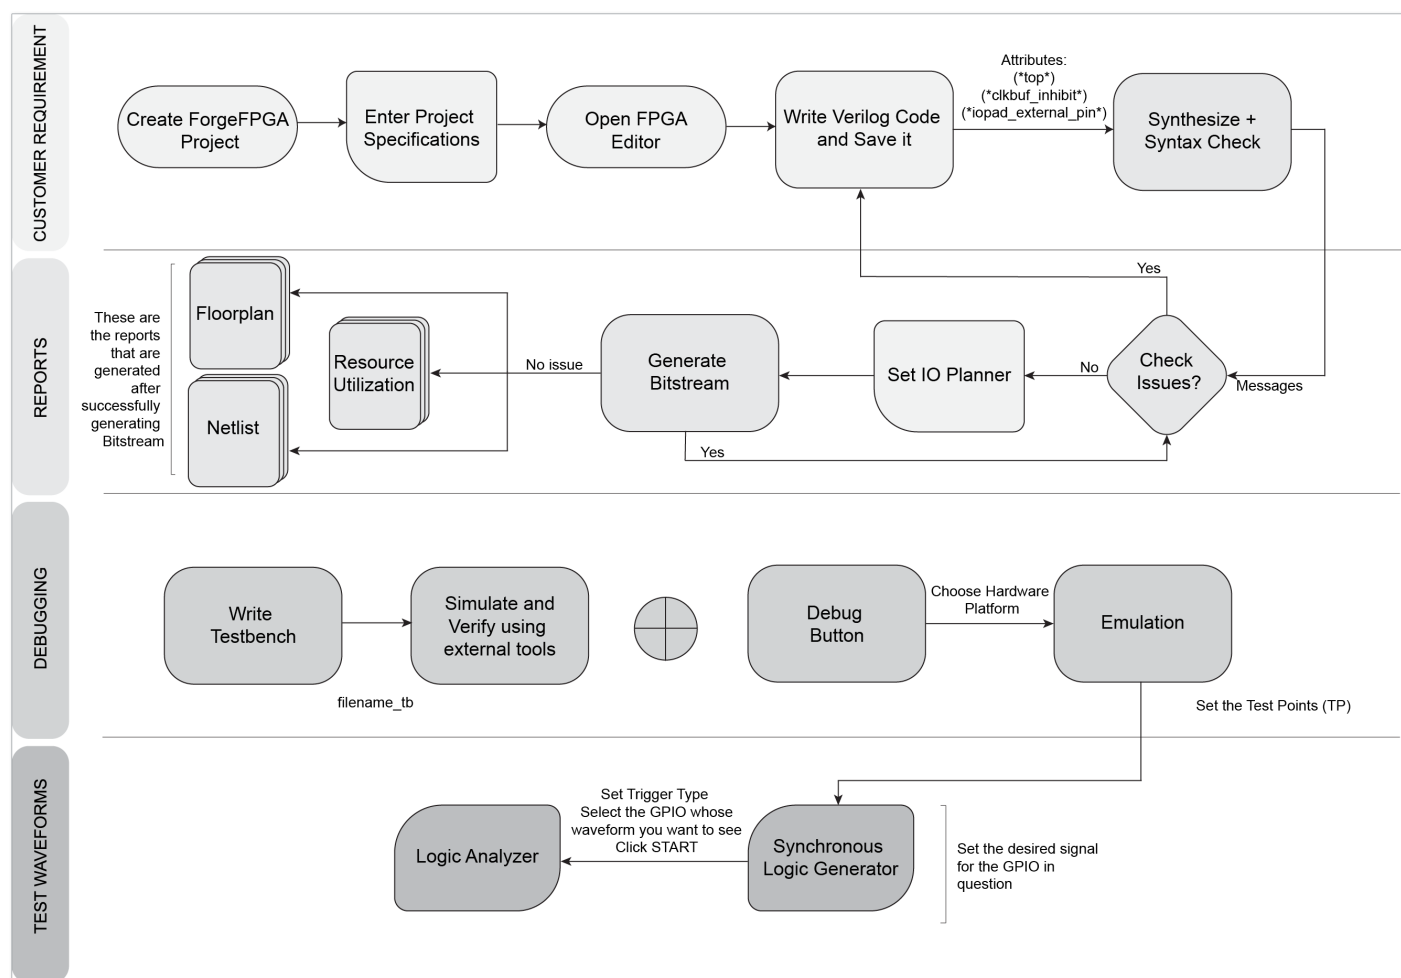 CUSTOMER REQUIREMENT
Create ForgeFPGA
Project
Enter Project
Specifications
Open FPGA
Editor
Write Verilog Code
and Save it
Attributes:
(*top*)
(*clkbuf_inhibit*)
(*iopad_external_pin*)
Synthesize +
Syntax Check
REPORTS
These are
the reports
that are
generated
after
successfully
generating
Bitstream
Floorplan
Netlist
Resource
Utilization
No issue
Generate
Bitstream
Yes
Set IO Planner
No
Check
Issues?
Yes
Messages
DEBUGGING
Write
Testbench
filename_tb
Simulate and
Verify using
external tools
Debug
Button
Choose Hardware
Platform
Emulation
Set the Test Points (TP)
TEST WAVEFORMS
Logic Analyzer
Set Trigger Type
Select the GPIO whose
waveform you want to see
Click START
Synchronous
Logic Generator
Set the desired signal
for the GPIO in
question